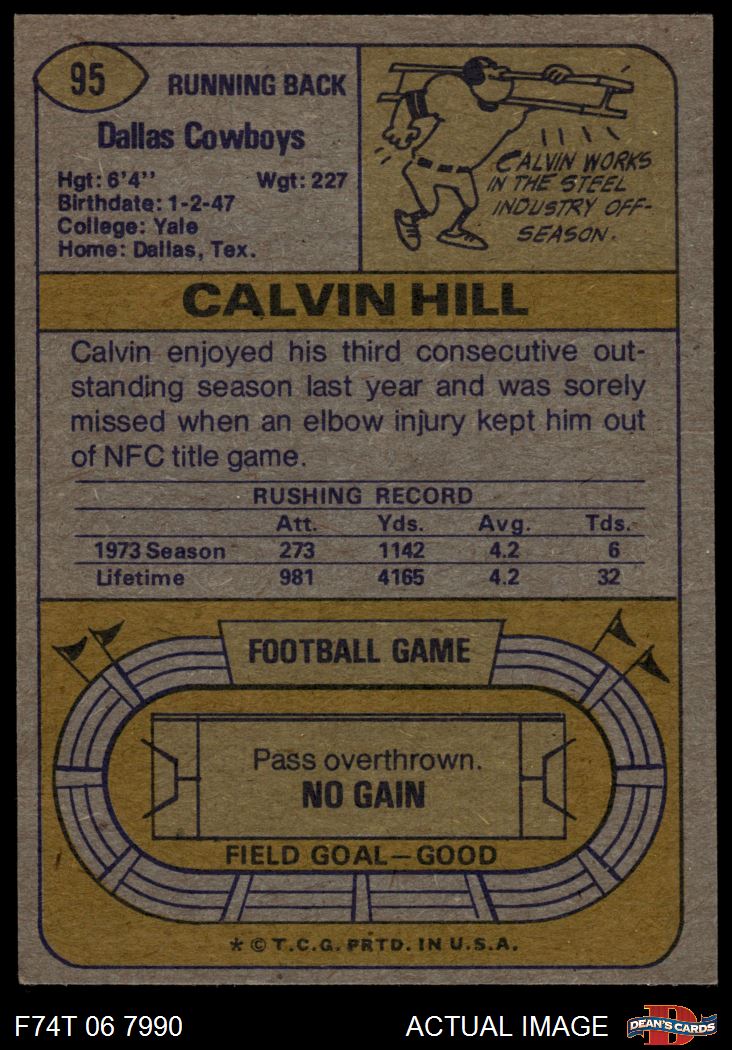 95
RUNNING BACK
Dallas Cowboys
Hgt: 6'4'' Wgt: 227
Birthdate: 1-2-47
College: Yale
Home: Dallas, Tex.
CALVIN WORKS
IN THE STEEL
INDUSTRY OFF-
SEASON.
CALVIN HILL
Calvin enjoyed his third consecutive out-
standing season last year and was sorely
missed when an elbow injury kept him out
of NFC title game.
RUSHING RECORD
Att. Yds. Avg. Tds.
1973 Season 273 1142 4.2 6
Lifetime 981 4165 4.2 32
FOOTBALL GAME
Pass overthrown.
NO GAIN
FIELD GOAL—GOOD
* © T.C.G. PRTD. IN U.S.A.
F74T 06 7990 ACTUAL IMAGE
D
DEAN'S CARDS